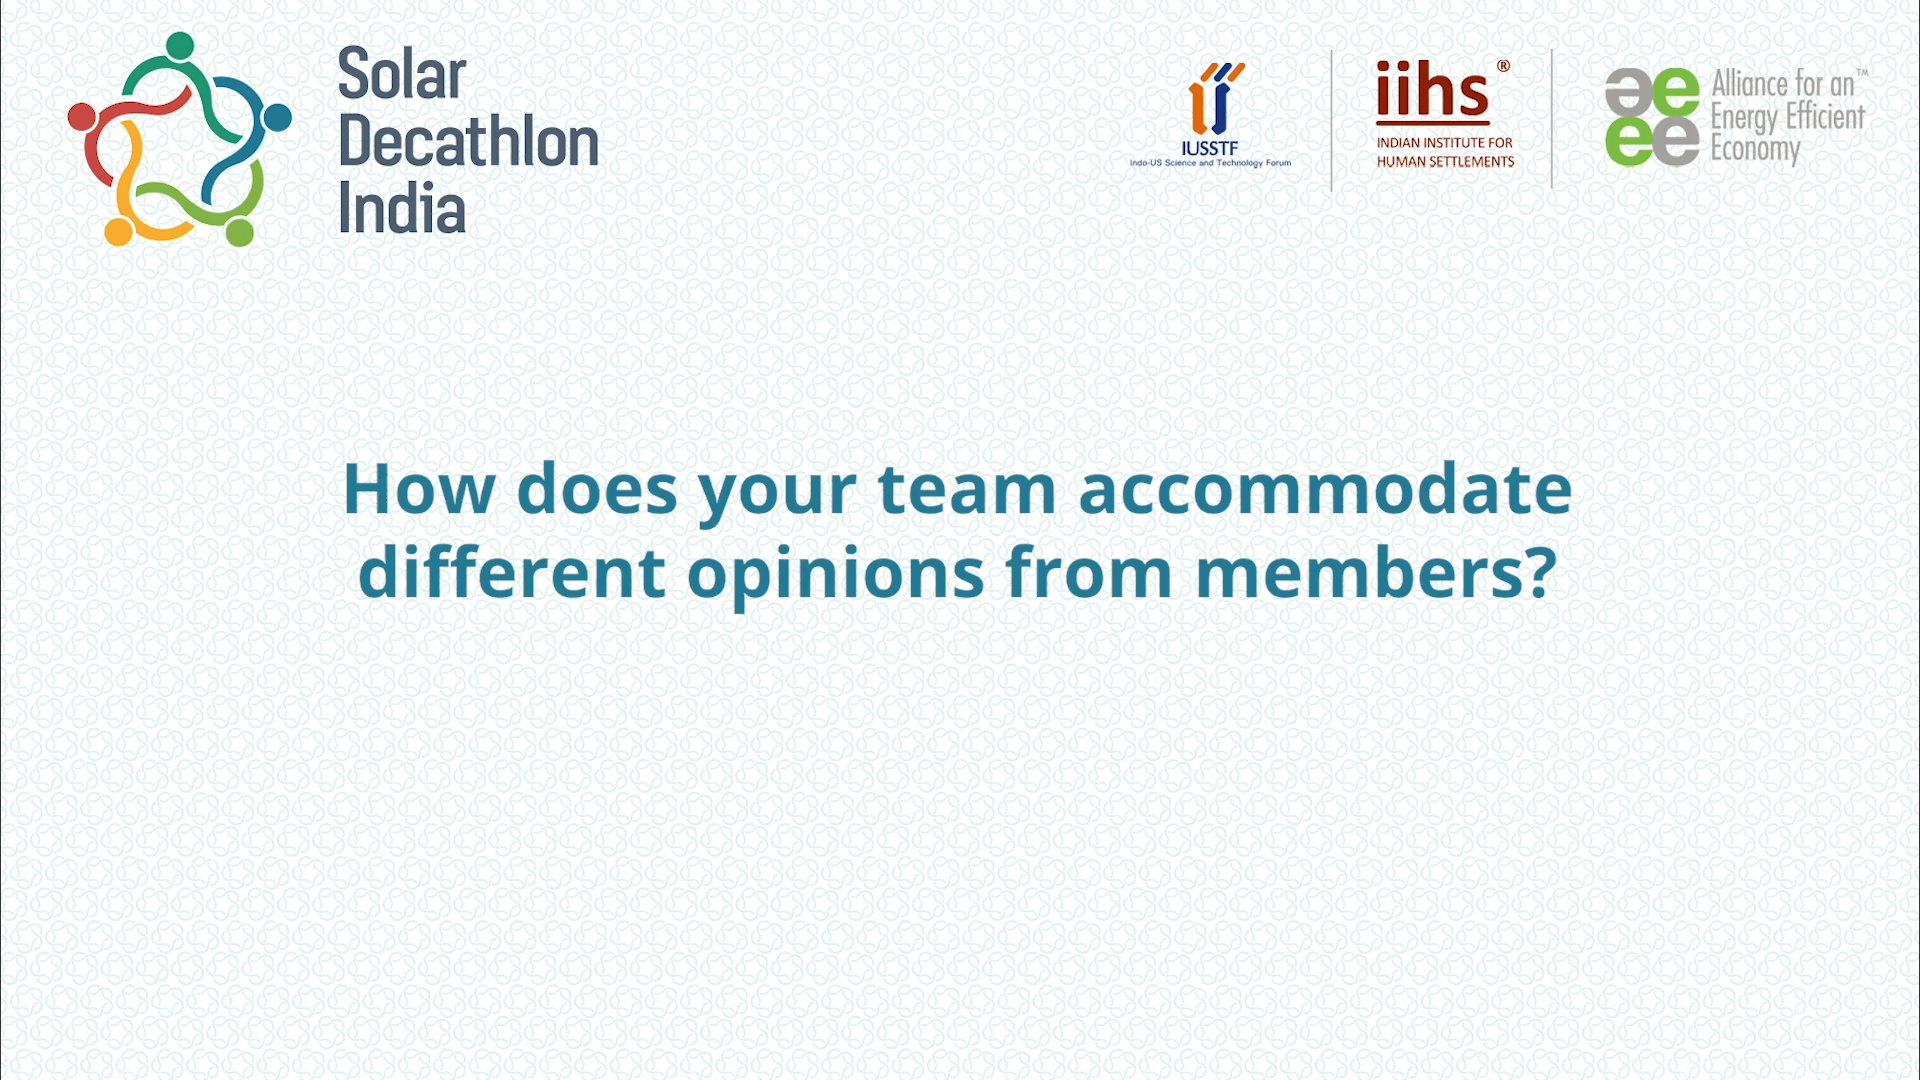 Solar
Decathlon
India
IUSSTF
Indo-US Science and Technology Forum
iihs®
INDIAN INSTITUTE FOR
HUMAN SETTLEMENTS
aeee
Alliance for an™
Energy Efficient
Economy
How does your team accommodate
different opinions from members?